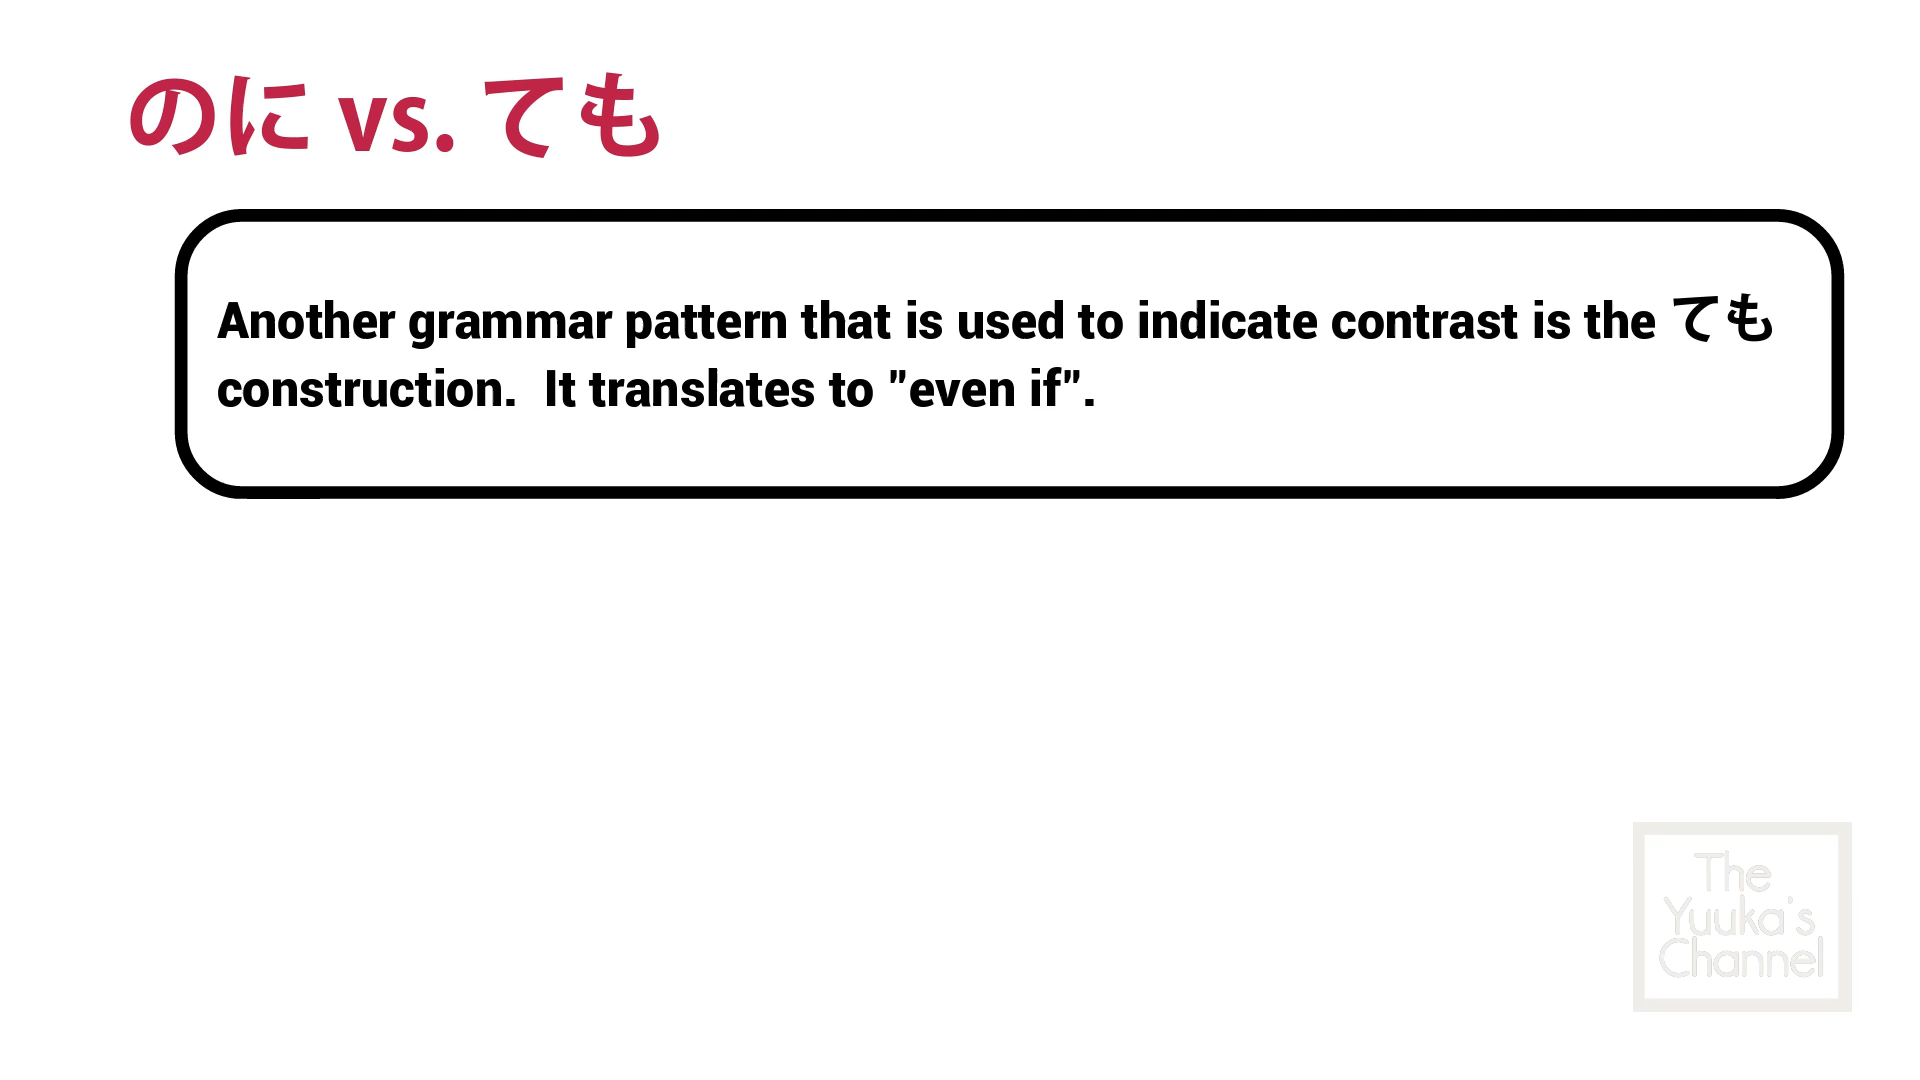 のに vs. ても
Another grammar pattern that is used to indicate contrast is the ても
construction.  It translates to "even if".
The
Yuuka's
Channel